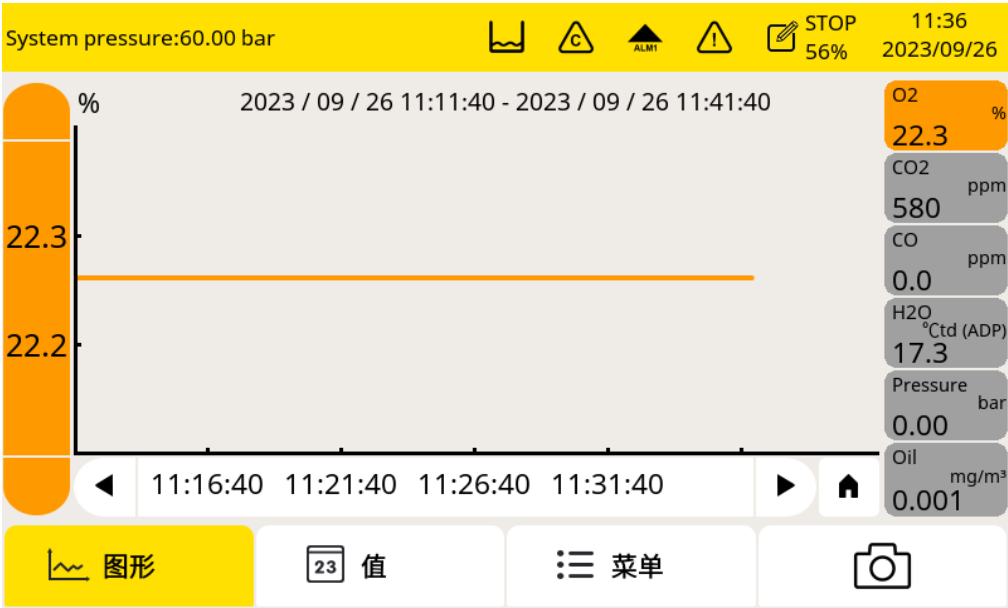 System pressure:60.00 bar
C
ALM1
!
STOP
56%
11:36
2023/09/26
%
2023 / 09 / 26 11:11:40 - 2023 / 09 / 26 11:41:40
22.3
22.2
11:16:40 11:21:40 11:26:40 11:31:40
O2
%
22.3
CO2
ppm
580
CO
ppm
0.0
H2O
℃td (ADP)
17.3
Pressure
bar
0.00
Oil
mg/m³
0.001
图形
23
值
菜单